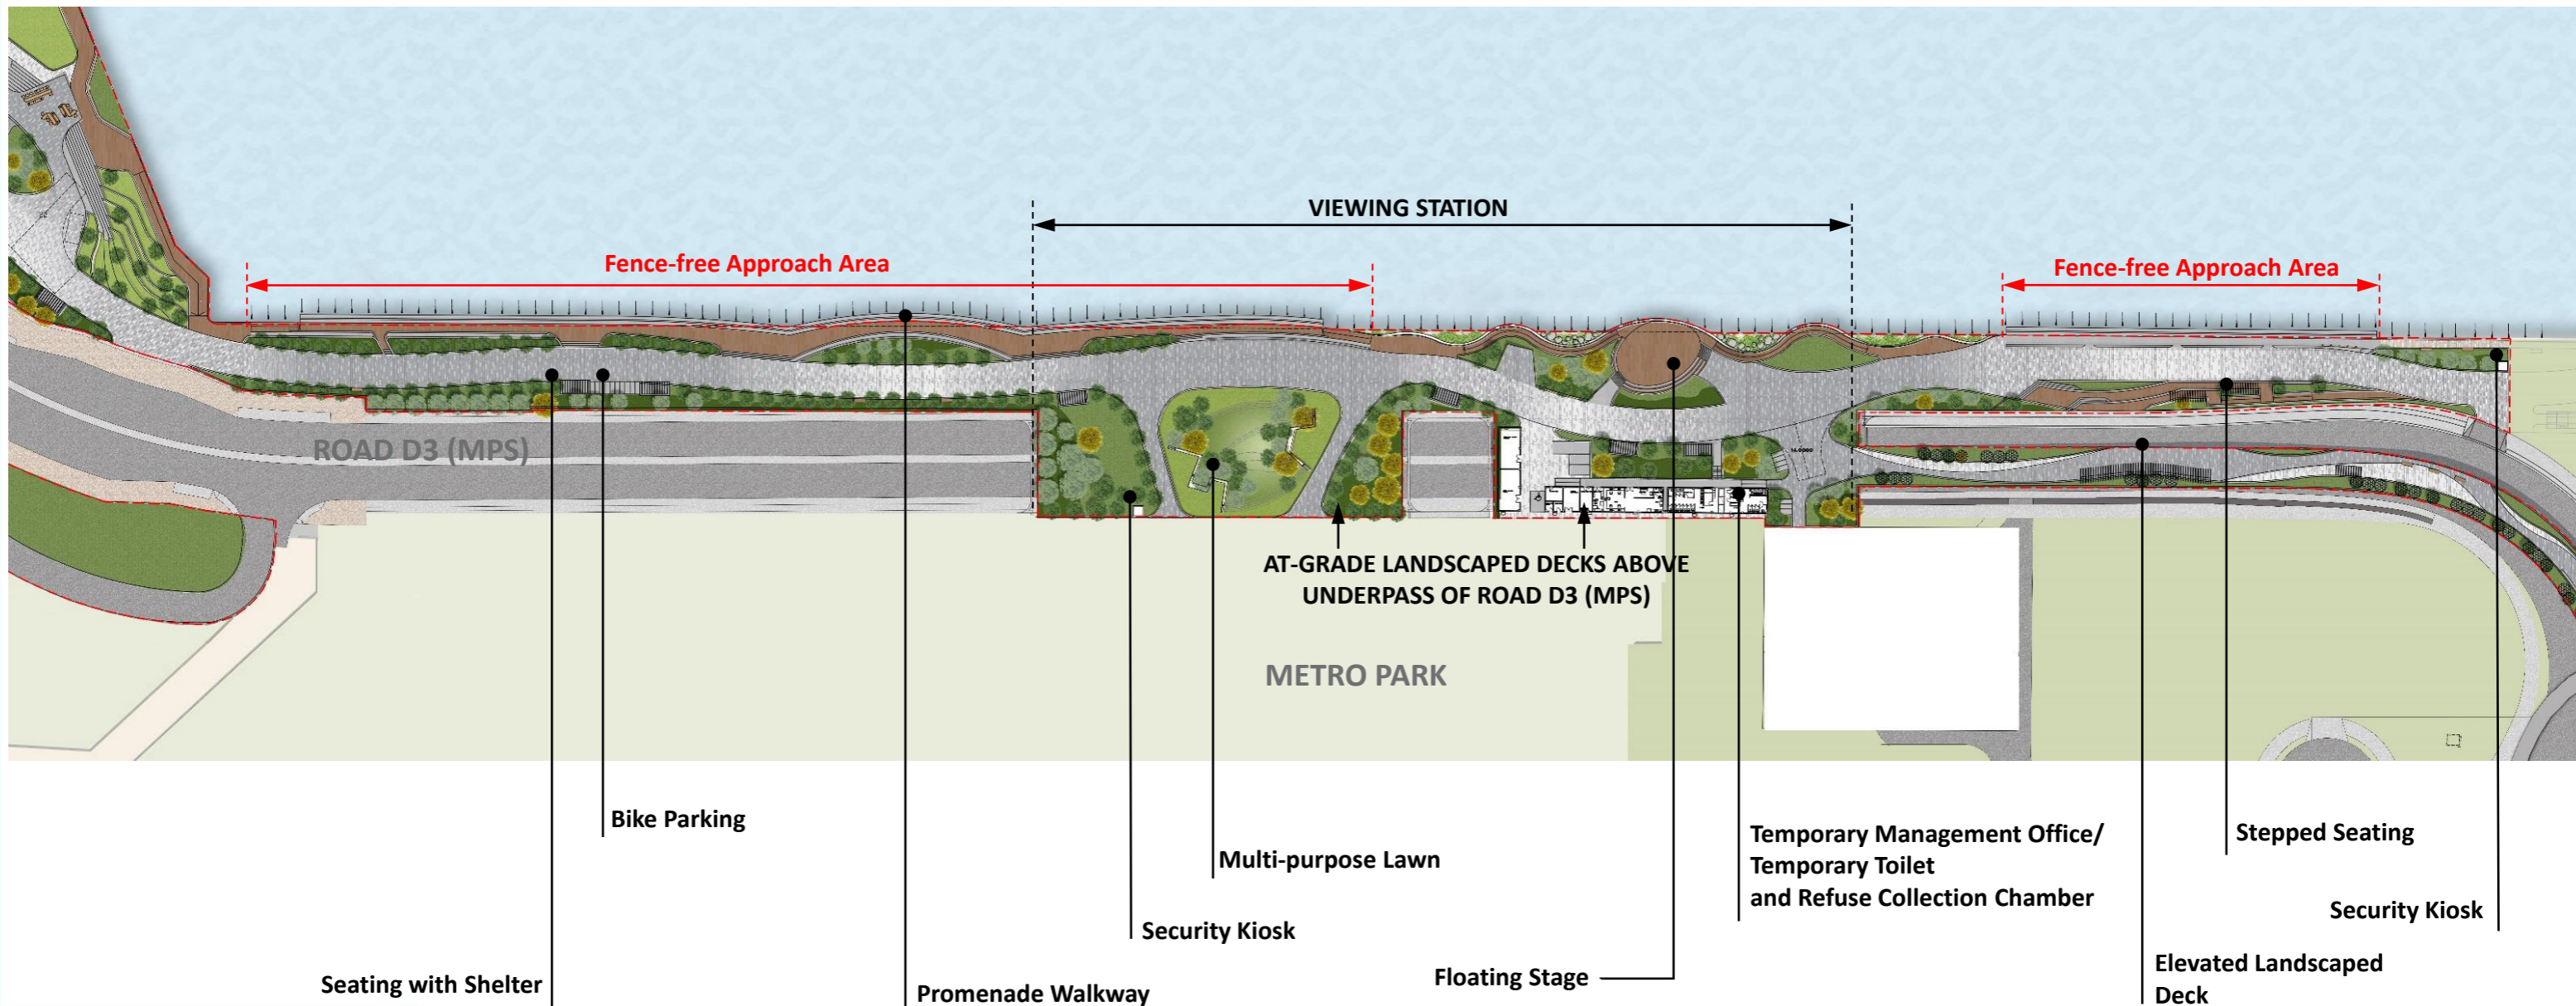 VIEWING STATION
Fence-free Approach Area
Fence-free Approach Area
ROAD D3 (MPS)
AT-GRADE LANDSCAPED DECKS ABOVE
UNDERPASS OF ROAD D3 (MPS)
METRO PARK
Bike Parking
Multi-purpose Lawn
Temporary Management Office/
Temporary Toilet
and Refuse Collection Chamber
Stepped Seating
Security Kiosk
Security Kiosk
Seating with Shelter
Promenade Walkway
Floating Stage
Elevated Landscaped
Deck